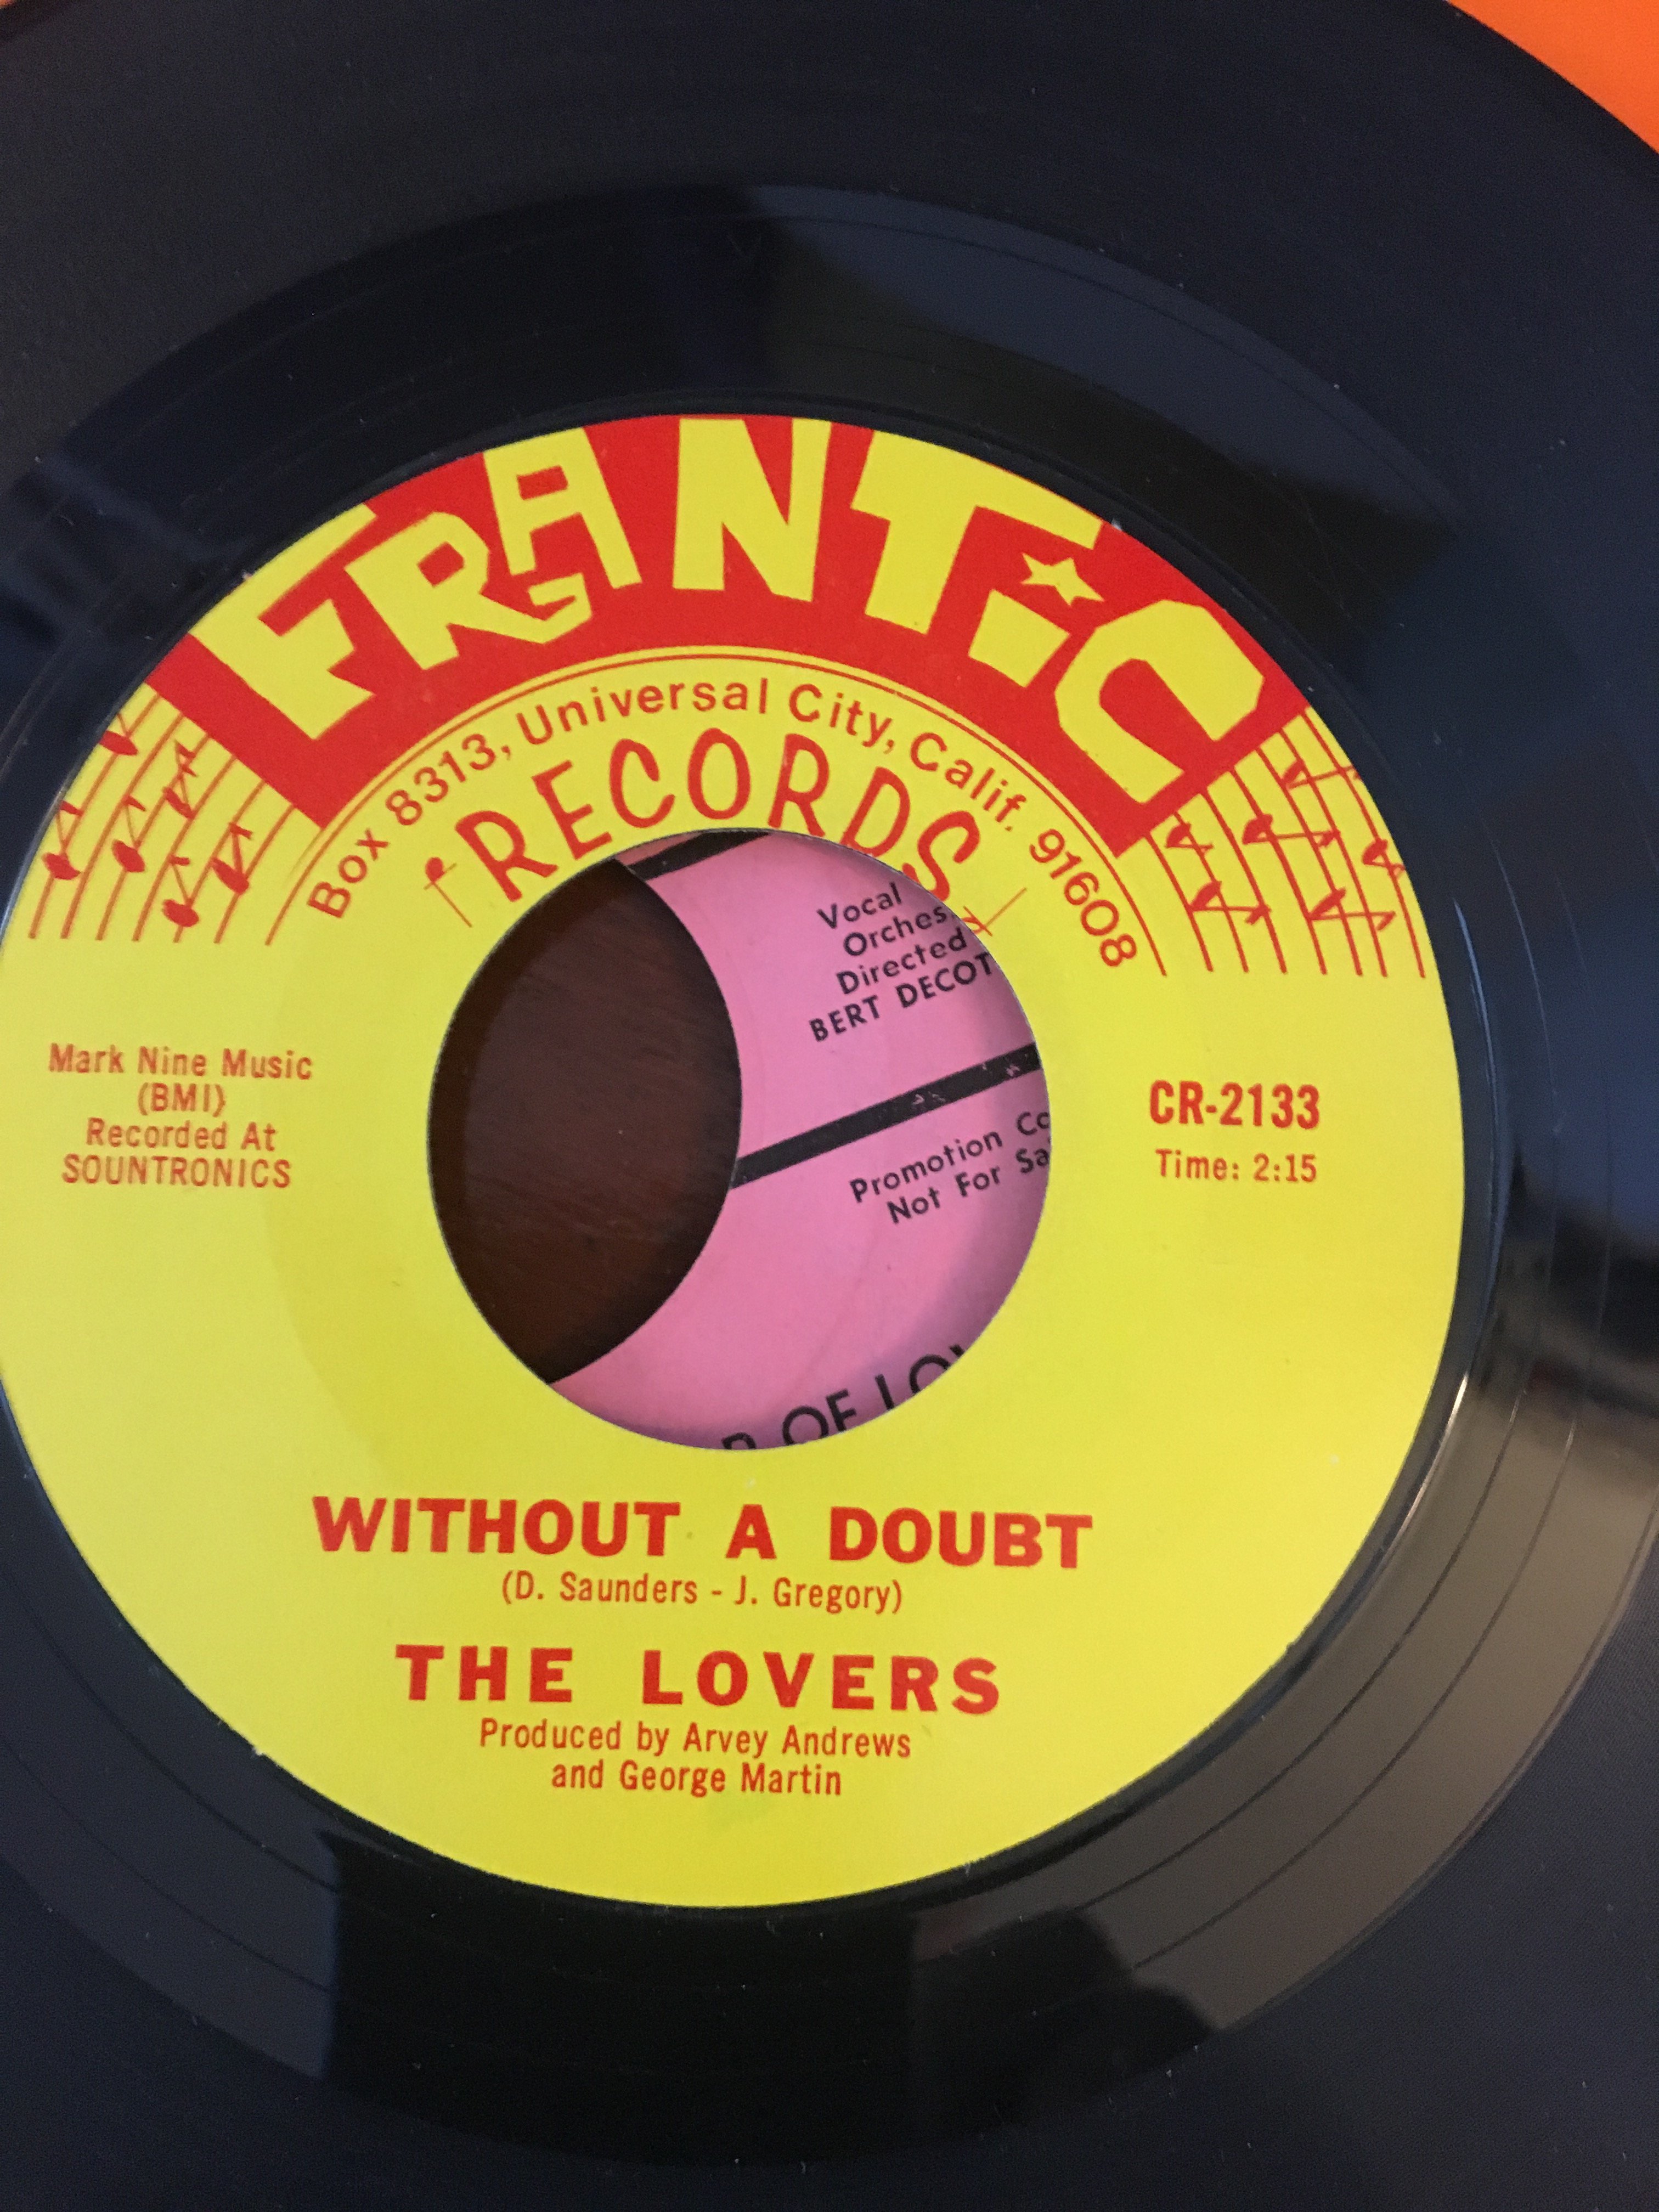 FRANTIC
Box 8313, Universal City, Calif. 91608
RECORDS
Vocal
Orches
Directed
BERT DECOT
Mark Nine Music
(BMI)
Recorded At
SOUNTRONICS
CR-2133
Time: 2:15
Promotion Co
Not For Sa
OF LOV
WITHOUT A DOUBT
(D. Saunders - J. Gregory)
THE LOVERS
Produced by Arvey Andrews
and George Martin